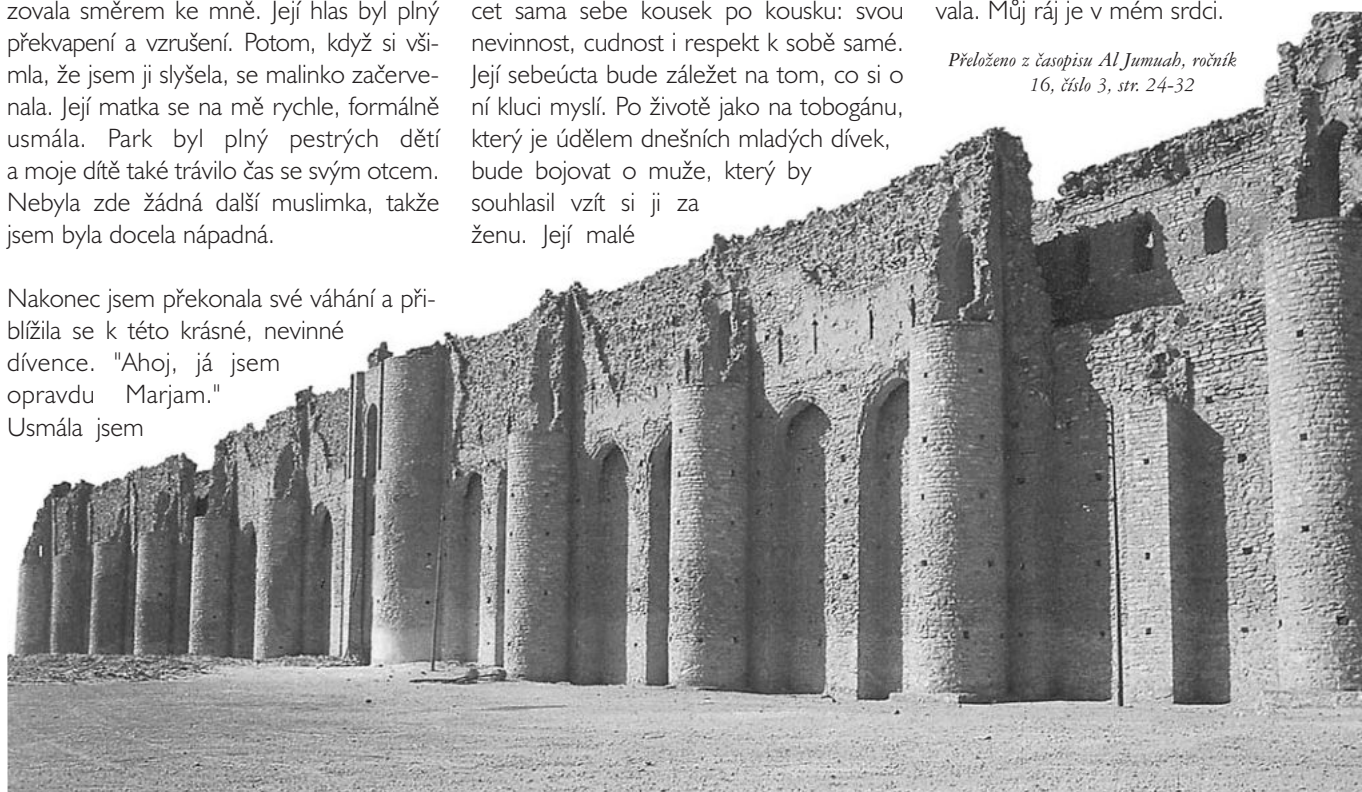 zovala směrem ke mně. Její hlas byl plný
překvapení a vzrušení. Potom, když si vši-
mla, že jsem ji slyšela, se malinko začerve-
nala. Její matka se na mě rychle, formálně
usmála. Park byl plný pestrých dětí
a moje dítě také trávilo čas se svým otcem.
Nebyla zde žádná další muslimka, takže
jsem byla docela nápadná.
Nakonec jsem překonala své váhání a při-
blížila se k této krásné, nevinné
dívence. "Ahoj, já jsem
opravdu Marjam."
Usmála jsem
cet sama sebe kousek po kousku: svou
nevinnost, cudnost i respekt k sobě samé.
Její sebeúcta bude záležet na tom, co si o
ní kluci myslí. Po životě jako na tobogánu,
který je údělem dnešních mladých dívek,
bude bojovat o muže, který by
souhlasil vzít si ji za
ženu. Její malé
vala. Můj ráj je v mém srdci.
Přeloženo z časopisu Al Jumuah, ročník
16, číslo 3, str. 24-32